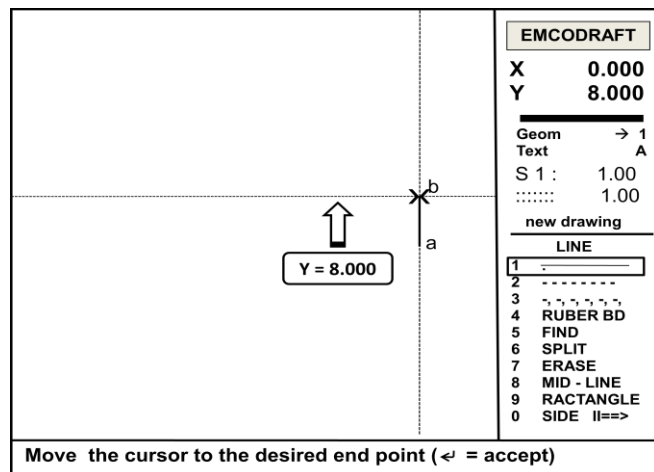 EMCODRAFT
X 0.000
Y 8.000
Geom → 1
Text A
S 1 : 1.00
::::::: 1.00
new drawing
LINE
1
2 - - - - - - - -
3 -, -, -, -, -, -,
4 RUBER BD
5 FIND
6 SPLIT
7 ERASE
8 MID - LINE
9 RACTANGLE
0 SIDE II==>
b
a
Y = 8.000
Move the cursor to the desired end point (↵ = accept)